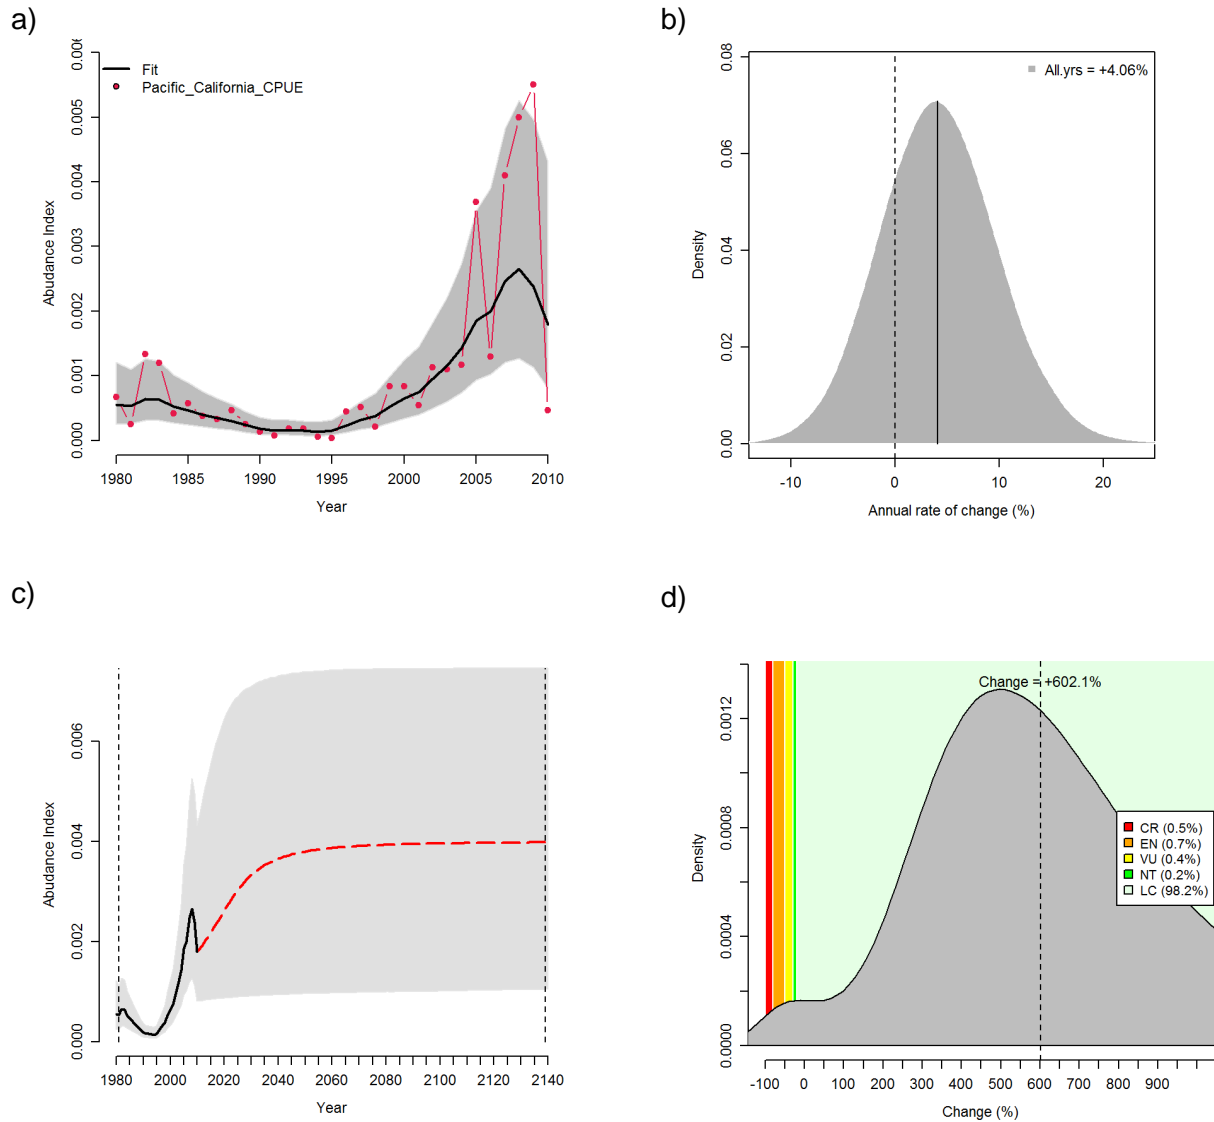 a)
Fit
Pacific_California_CPUE
Abudance Index
0.000 0.001 0.002 0.003 0.004 0.005
1980 1985 1990 1995 2000 2005 2010
Year
b)
All.yrs = +4.06%
Density
0.00 0.02 0.04 0.06 0.08
-10 0 10 20
Annual rate of change (%)
c)
Abudance Index
0.000 0.002 0.004 0.006
1980 2000 2020 2040 2060 2080 2100 2120 2140
Year
d)
Change = +602.1%
CR (0.5%)
EN (0.7%)
VU (0.4%)
NT (0.2%)
LC (98.2%)
Density
0.0000 0.0004 0.0008 0.0012
-100 0 100 200 300 400 500 600 700 800 900
Change (%)